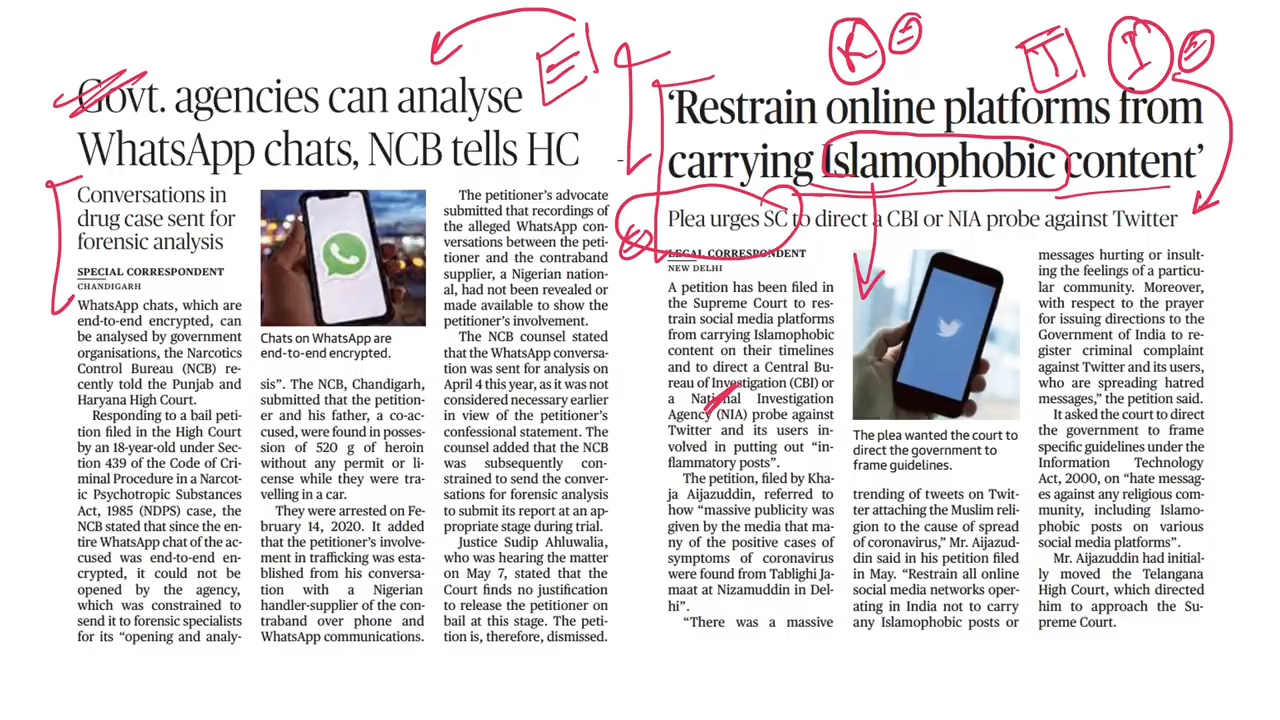 Govt. agencies can analyse
WhatsApp chats, NCB tells HC
Conversations in
drug case sent for
forensic analysis
SPECIAL CORRESPONDENT
CHANDIGARH
WhatsApp chats, which are
end-to-end encrypted, can
be analysed by government
organisations, the Narcotics
Control Bureau (NCB) re-
cently told the Punjab and
Haryana High Court.
Responding to a bail peti-
tion filed in the High Court
by an 18-year-old under Sec-
tion 439 of the Code of Cri-
minal Procedure in a Narcot-
ic Psychotropic Substances
Act, 1985 (NDPS) case, the
NCB stated that since the en-
tire WhatsApp chat of the ac-
cused was end-to-end en-
crypted, it could not be
opened by the agency,
which was constrained to
send it to forensic specialists
for its “opening and analy-
Chats on WhatsApp are
end-to-end encrypted.
sis”. The NCB, Chandigarh,
submitted that the petition-
er and his father, a co-ac-
cused, were found in posses-
sion of 520 g of heroin
without any permit or li-
cense while they were tra-
velling in a car.
They were arrested on Fe-
bruary 14, 2020. It added
that the petitioner’s involve-
ment in trafficking was esta-
blished from his conversa-
tion with a Nigerian
handler-supplier of the con-
traband over phone and
WhatsApp communications.
The petitioner’s advocate
submitted that recordings of
the alleged WhatsApp con-
versations between the peti-
tioner and the contraband
supplier, a Nigerian nation-
al, had not been revealed or
made available to show the
petitioner’s involvement.
The NCB counsel stated
that the WhatsApp conversa-
tion was sent for analysis on
April 4 this year, as it was not
considered necessary earlier
in view of the petitioner’s
confessional statement. The
counsel added that the NCB
was subsequently con-
strained to send the conver-
sations for forensic analysis
to submit its report at an ap-
propriate stage during trial.
Justice Sudip Ahluwalia,
who was hearing the matter
on May 7, stated that the
Court finds no justification
to release the petitioner on
bail at this stage. The peti-
tion is, therefore, dismissed.
K
T I
‘Restrain online platforms from
carrying Islamophobic content’
Plea urges SC to direct a CBI or NIA probe against Twitter
LEGAL CORRESPONDENT
NEW DELHI
A petition has been filed in
the Supreme Court to res-
train social media platforms
from carrying Islamophobic
content on their timelines
and to direct a Central Bu-
reau of Investigation (CBI) or
a National Investigation
Agency (NIA) probe against
Twitter and its users in-
volved in putting out “in-
flammatory posts”.
The petition, filed by Kha-
ja Aijazuddin, referred to
how “massive publicity was
given by the media that ma-
ny of the positive cases of
symptoms of coronavirus
were found from Tablighi Ja-
maat at Nizamuddin in Del-
hi”.
“There was a massive
The plea wanted the court to
direct the government to
frame guidelines.
trending of tweets on Twit-
ter attaching the Muslim reli-
gion to the cause of spread
of coronavirus,” Mr. Aijazud-
din said in his petition filed
in May. “Restrain all online
social media networks oper-
ating in India not to carry
any Islamophobic posts or
messages hurting or insult-
ing the feelings of a particu-
lar community. Moreover,
with respect to the prayer
for issuing directions to the
Government of India to re-
gister criminal complaint
against Twitter and its users,
who are spreading hatred
messages,” the petition said.
It asked the court to direct
the government to frame
specific guidelines under the
Information Technology
Act, 2000, on “hate messag-
es against any religious com-
munity, including Islamo-
phobic posts on various
social media platforms”.
Mr. Aijazuddin had initial-
ly moved the Telangana
High Court, which directed
him to approach the Su-
preme Court.